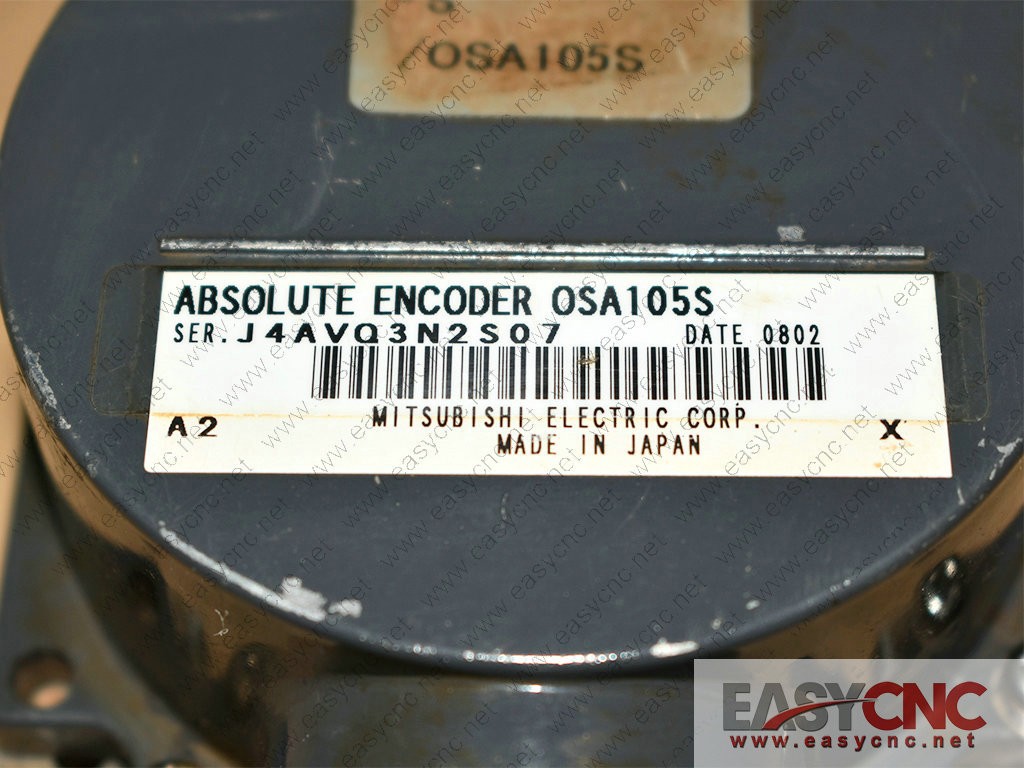 OSA105S
ABSOLUTE ENCODER OSA105S
SER. J4AVQ3N2S07 DATE 0802
MITSUBISHI ELECTRIC CORP.
A2 X
MADE IN JAPAN
EASYCNC
www.easycnc.net